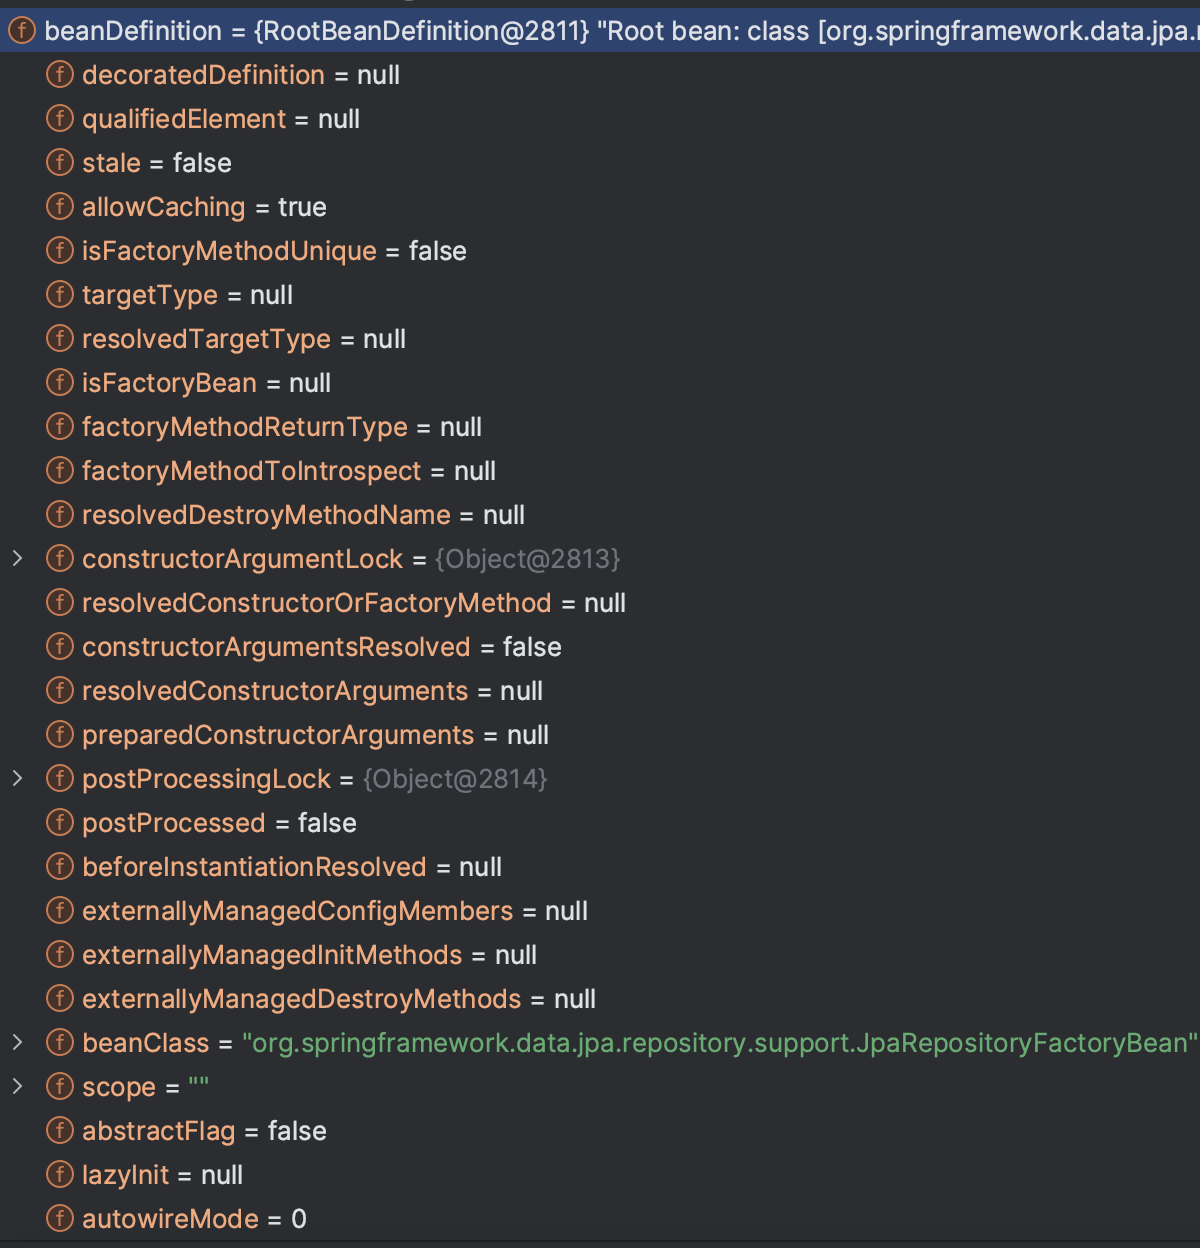 beanDefinition = {RootBeanDefinition@2811} "Root bean: class [org.springframework.data.jpa.
decoratedDefinition = null
qualifiedElement = null
stale = false
allowCaching = true
isFactoryMethodUnique = false
targetType = null
resolvedTargetType = null
isFactoryBean = null
factoryMethodReturnType = null
factoryMethodToIntrospect = null
resolvedDestroyMethodName = null
constructorArgumentLock = {Object@2813}
resolvedConstructorOrFactoryMethod = null
constructorArgumentsResolved = false
resolvedConstructorArguments = null
preparedConstructorArguments = null
postProcessingLock = {Object@2814}
postProcessed = false
beforeInstantiationResolved = null
externallyManagedConfigMembers = null
externallyManagedInitMethods = null
externallyManagedDestroyMethods = null
beanClass = "org.springframework.data.jpa.repository.support.JpaRepositoryFactoryBean"
scope = ""
abstractFlag = false
lazyInit = null
autowireMode = 0